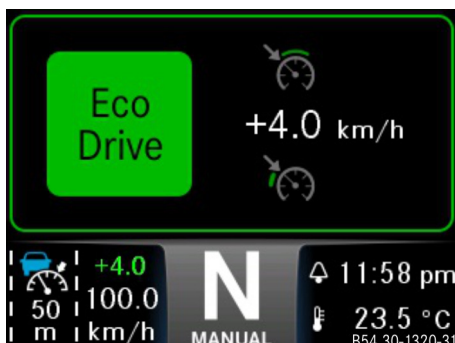 Eco
Drive
+4.0 km/h
+4.0
100.0
km/h
50
m
N
MANUAL
11:58 pm
23.5 °C
B54.30-1320-31